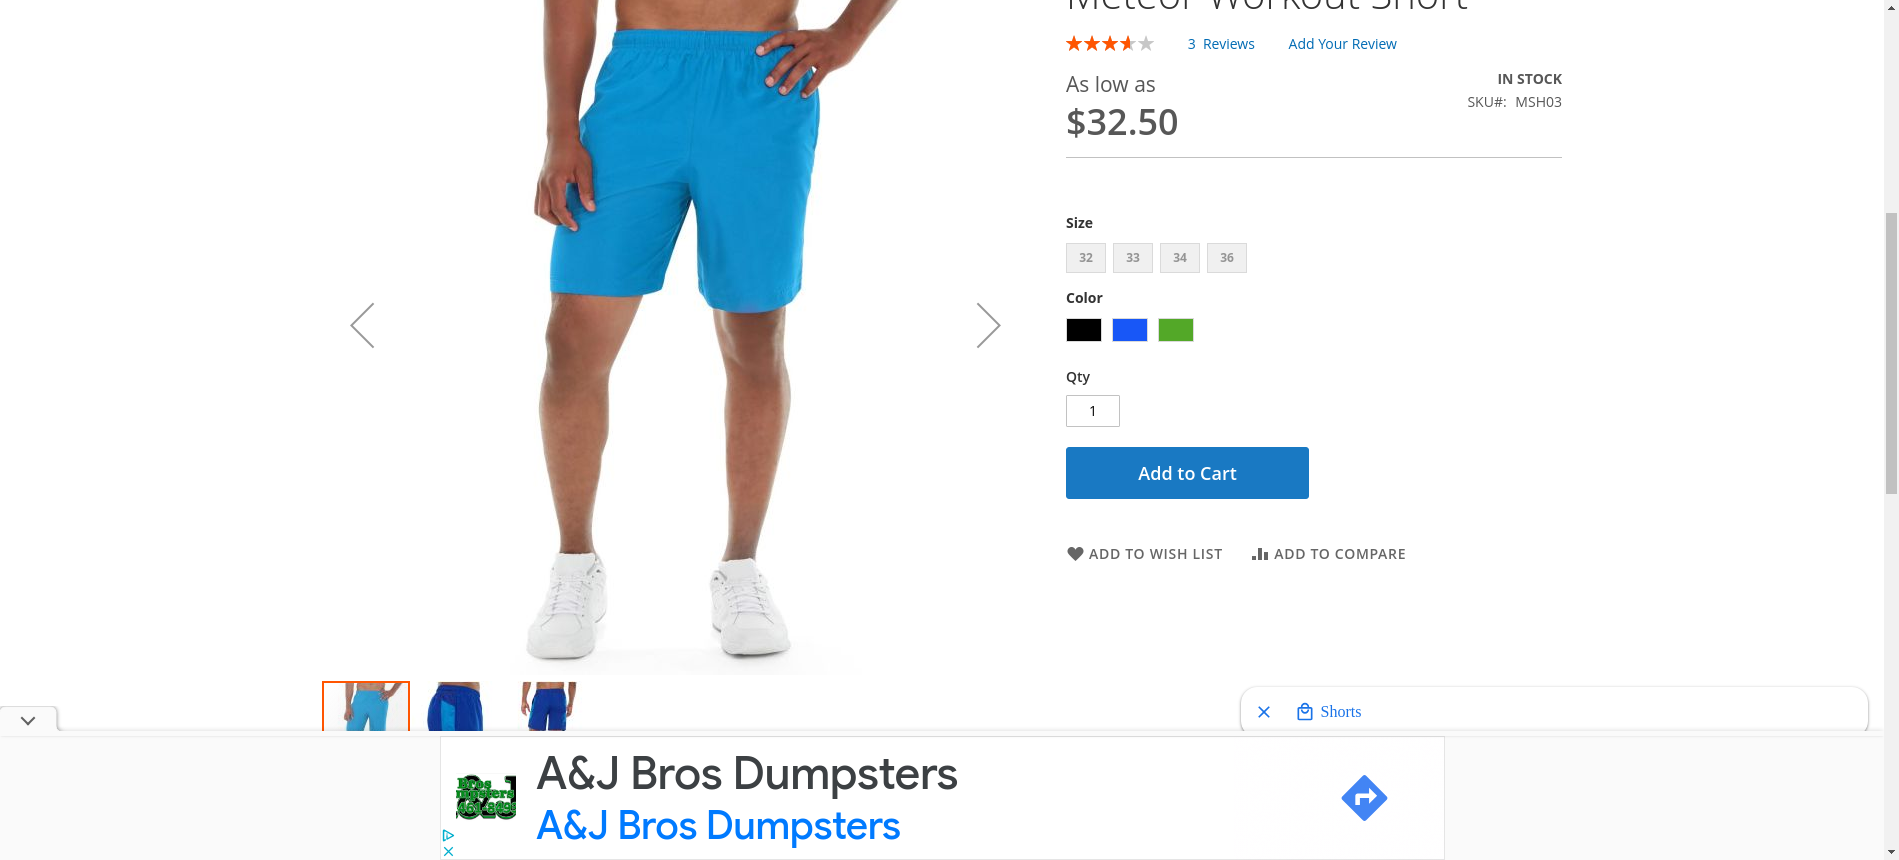 Meteor Workout Short
3 Reviews
Add Your Review
As low as
$32.50
IN STOCK
SKU#: MSH03
Size
32 33 34 36
Color
Qty
1
Add to Cart
ADD TO WISH LIST
ADD TO COMPARE
Shorts
Bros
A&J Bros Dumpsters
A&J Bros Dumpsters